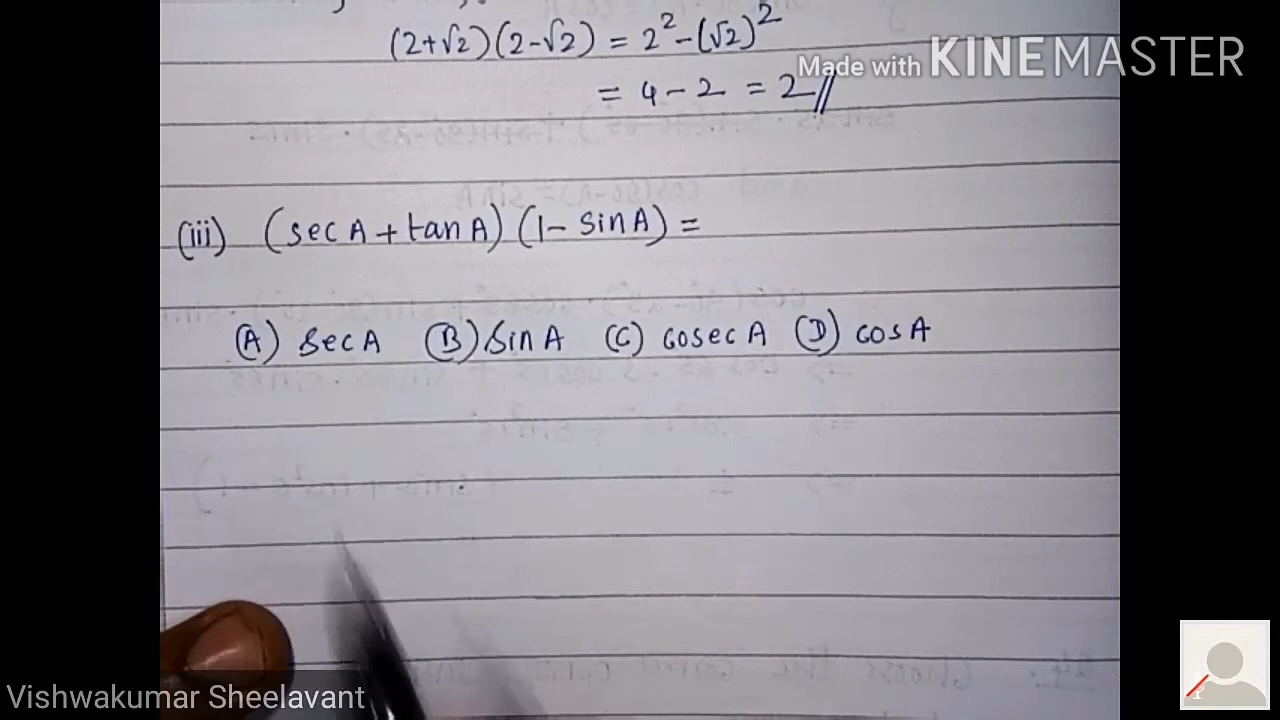 (2+√2)(2-√2) = 2² - (√2)²
Made with KINEMASTER
= 4 - 2 = 2 //
(iii) (sec A + tan A) (1 - sin A) =
(A) sec A (B) sin A (C) cosec A (D) cos A
Vishwakumar Sheelavant